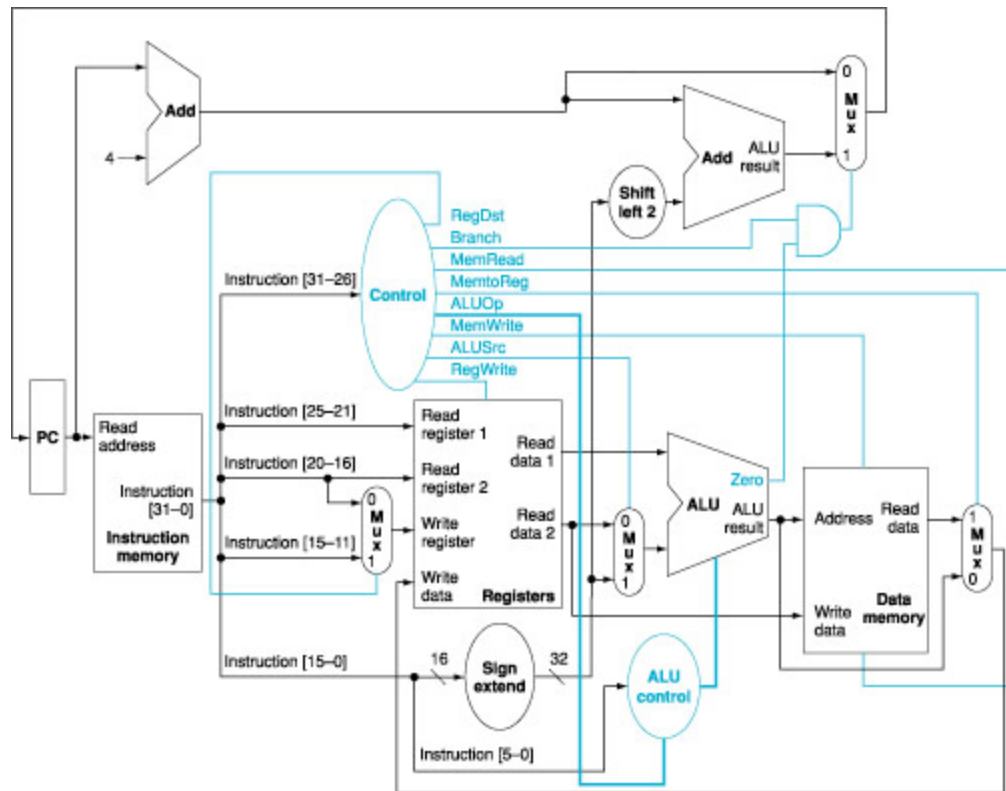 0
M
u
x
1
Add
4
Add
ALU
result
Shift
left 2
RegDst
Branch
MemRead
MemtoReg
ALUOp
MemWrite
ALUSrc
RegWrite
Control
Instruction [31–26]
PC
Read
address
Instruction
[31–0]
Instruction
memory
Instruction [25–21]
Instruction [20–16]
Instruction [15–11]
0
M
u
x
1
Read
register 1
Read
register 2
Write
register
Write
data
Read
data 1
Read
data 2
Registers
0
M
u
x
1
Zero
ALU
ALU
result
Address
Read
data
Write
data
Data
memory
1
M
u
x
0
Instruction [15–0]
16
Sign
extend
32
ALU
control
Instruction [5–0]